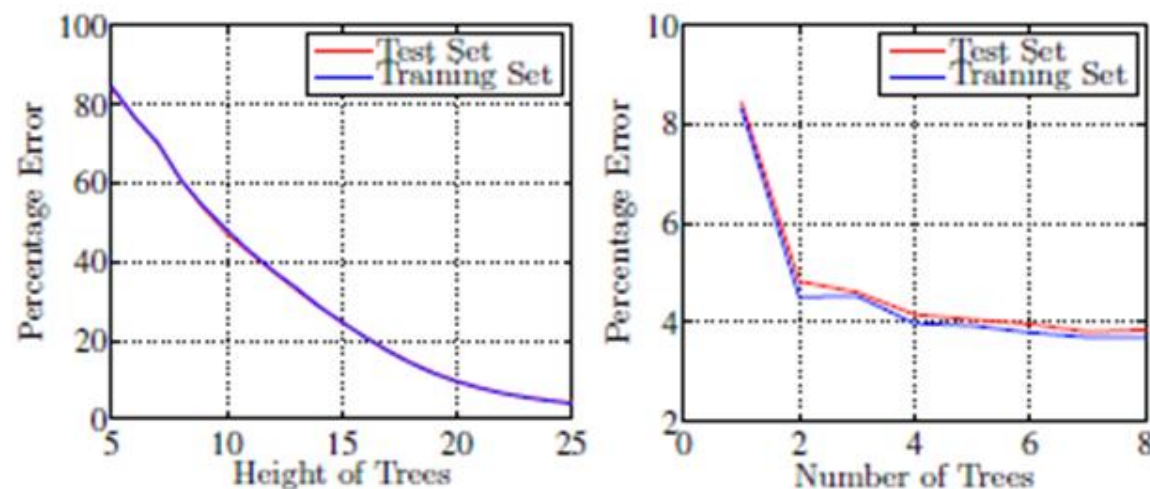 100
80
60
40
20
0
5 10 15 20 25
Percentage Error
Height of Trees
Test Set
Training Set
10
8
6
4
2
0 2 4 6 8
Percentage Error
Number of Trees
Test Set
Training Set